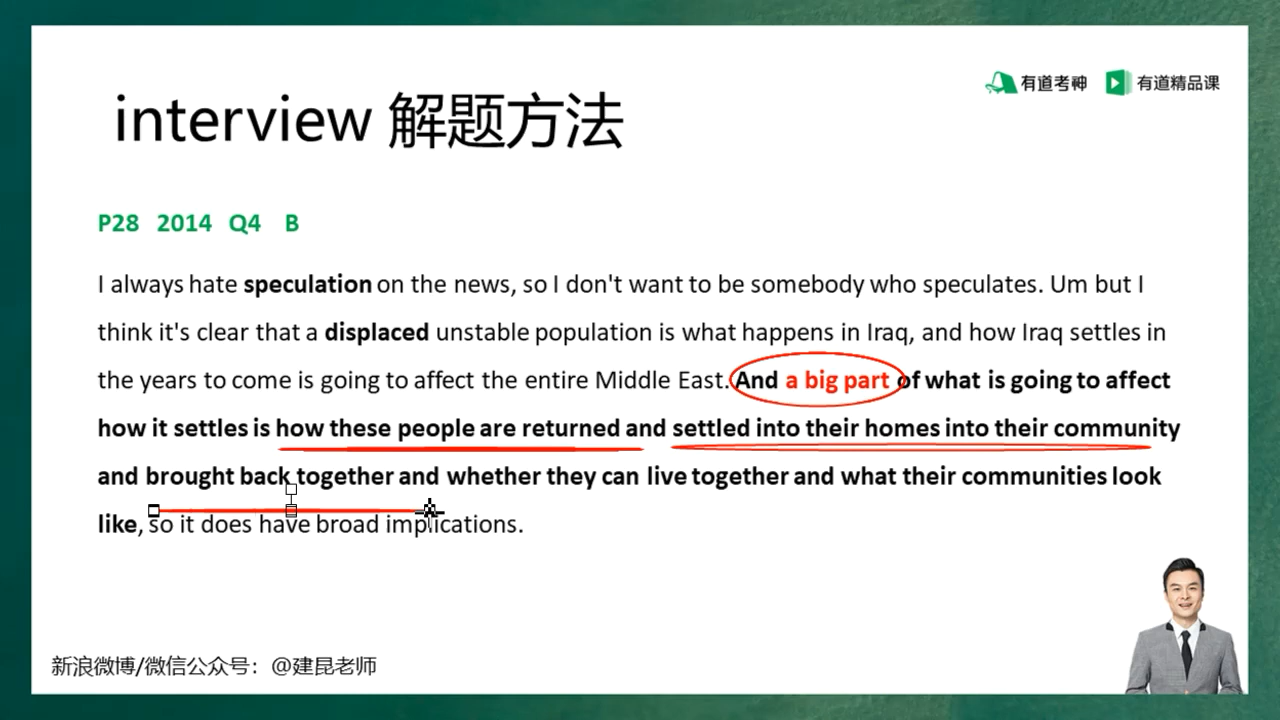 interview 解题方法
有道考神 有道精品课
P28 2014 Q4 B
I always hate speculation on the news, so I don't want to be somebody who speculates. Um but I
think it's clear that a displaced unstable population is what happens in Iraq, and how Iraq settles in
the years to come is going to affect the entire Middle East. And a big part of what is going to affect
how it settles is how these people are returned and settled into their homes into their community
and brought back together and whether they can live together and what their communities look
like, so it does have broad implications.
新浪微博/微信公众号：@建昆老师